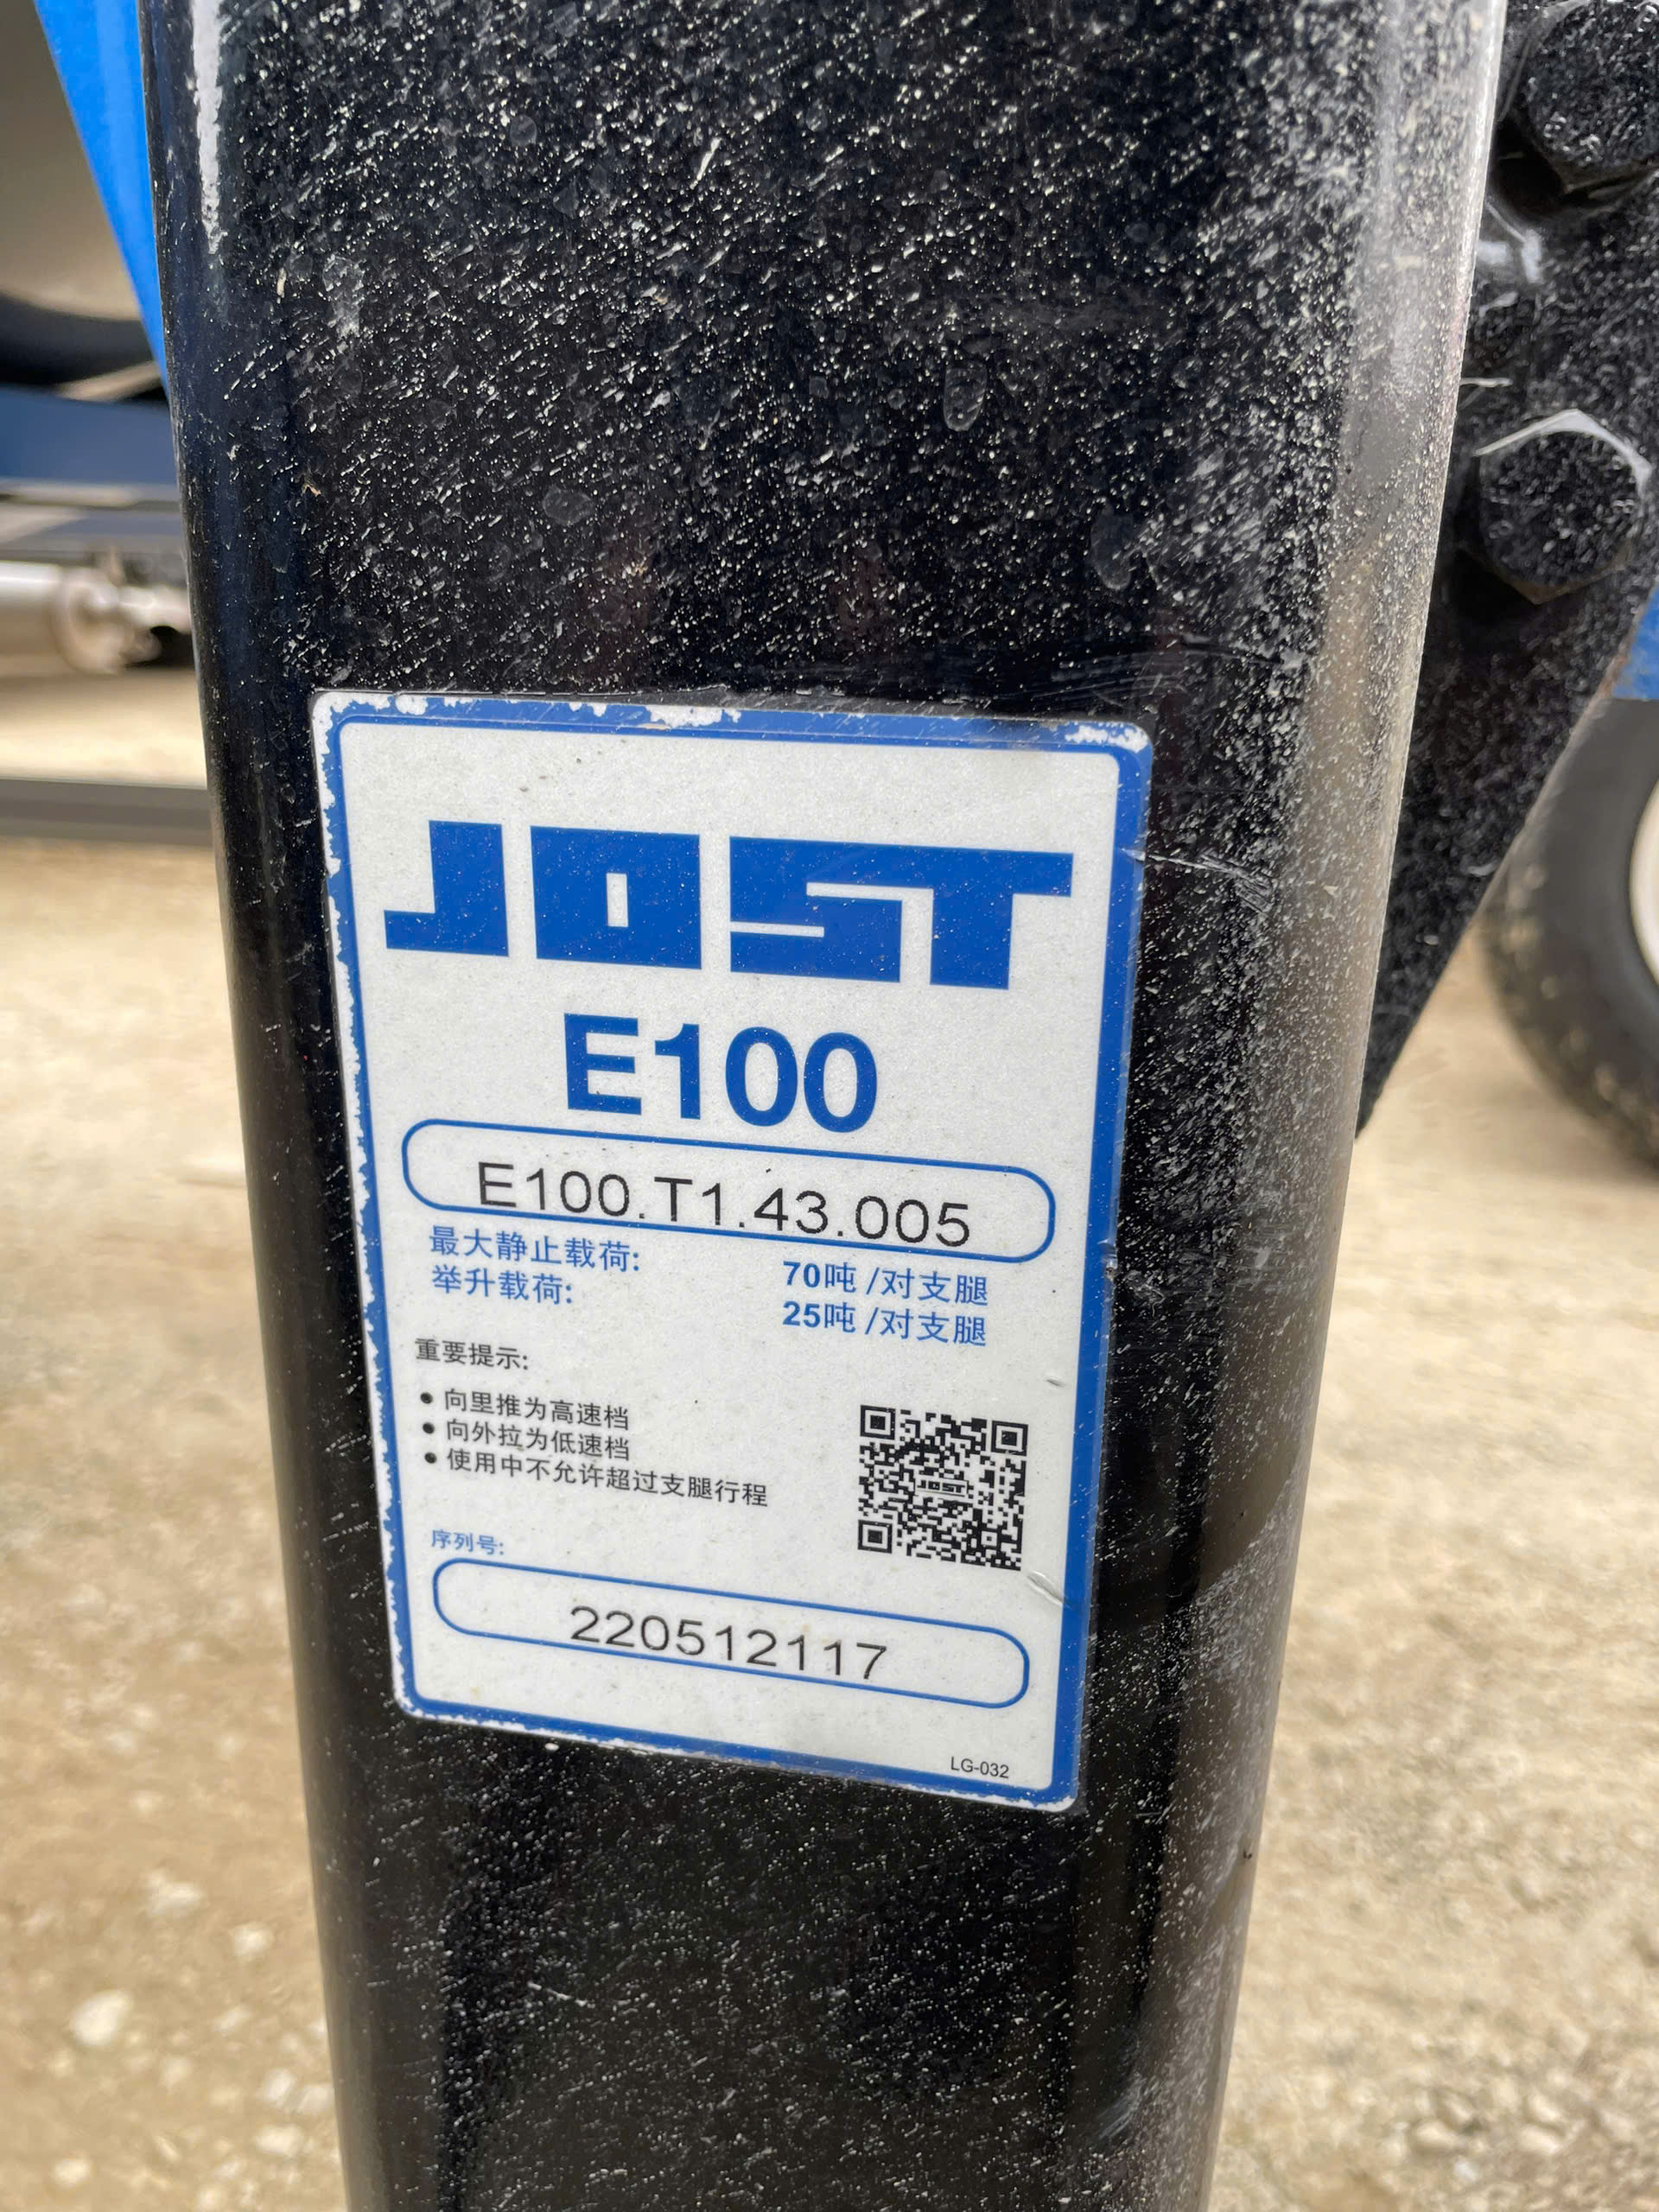 JOST
E100
E100.T1.43.005
最大静止载荷: 70吨 /对支腿
举升载荷: 25吨 /对支腿
重要提示:
• 向里推为高速档
• 向外拉为低速档
• 使用中不允许超过支腿行程
JOST
序列号:
220512117
LG-032